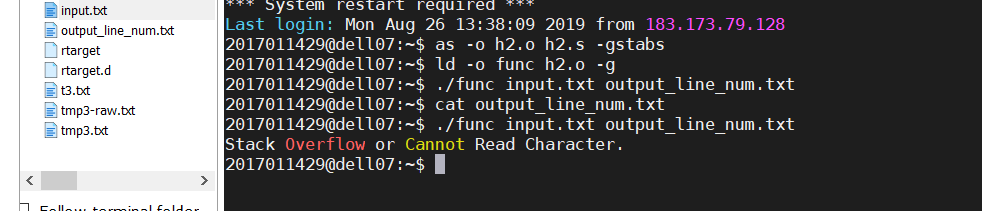 input.txt
output_line_num.txt
rtarget
rtarget.d
t3.txt
tmp3-raw.txt
tmp3.txt
Follow terminal folder
*** System restart required ***
Last login: Mon Aug 26 13:38:09 2019 from 183.173.79.128
2017011429@dell07:~$ as -o h2.o h2.s -gstabs
2017011429@dell07:~$ ld -o func h2.o -g
2017011429@dell07:~$ ./func input.txt output_line_num.txt
2017011429@dell07:~$ cat output_line_num.txt
2017011429@dell07:~$ ./func input.txt output_line_num.txt
Stack Overflow or Cannot Read Character.
2017011429@dell07:~$